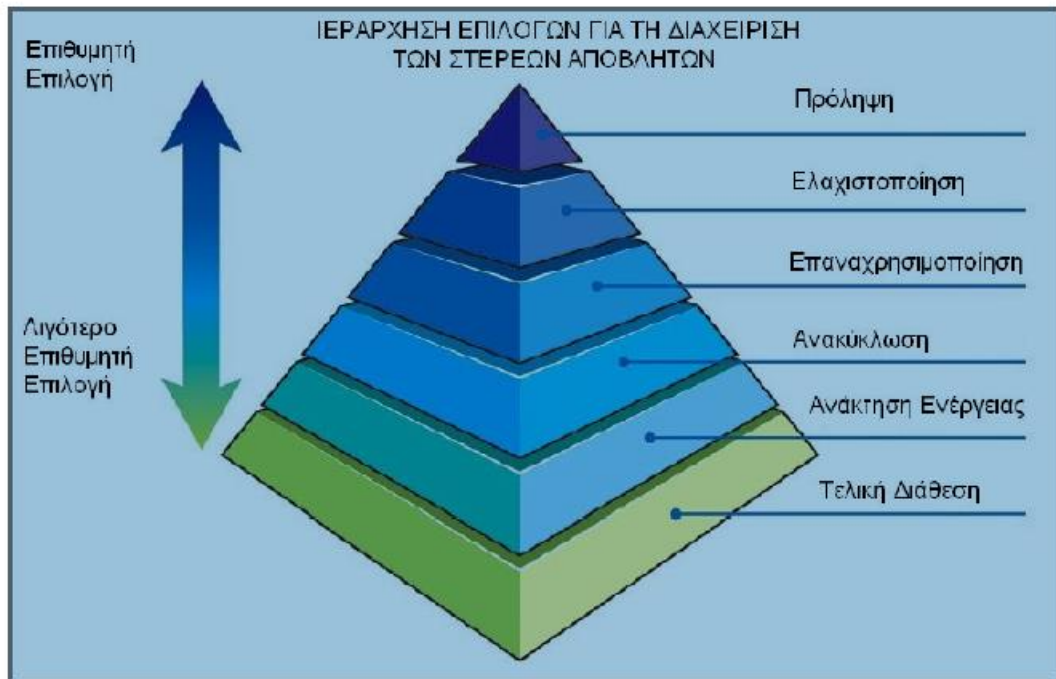 ΙΕΡΑΡΧΗΣΗ ΕΠΙΛΟΓΩΝ ΓΙΑ ΤΗ ΔΙΑΧΕΙΡΙΣΗ
ΤΩΝ ΣΤΕΡΕΩΝ ΑΠΟΒΛΗΤΩΝ
Επιθυμητή
Επιλογή
Πρόληψη
Ελαχιστοποίηση
Επαναχρησιμοποίηση
Λιγότερο
Επιθυμητή
Επιλογή
Ανακύκλωση
Ανάκτηση Ενέργειας
Τελική Διάθεση